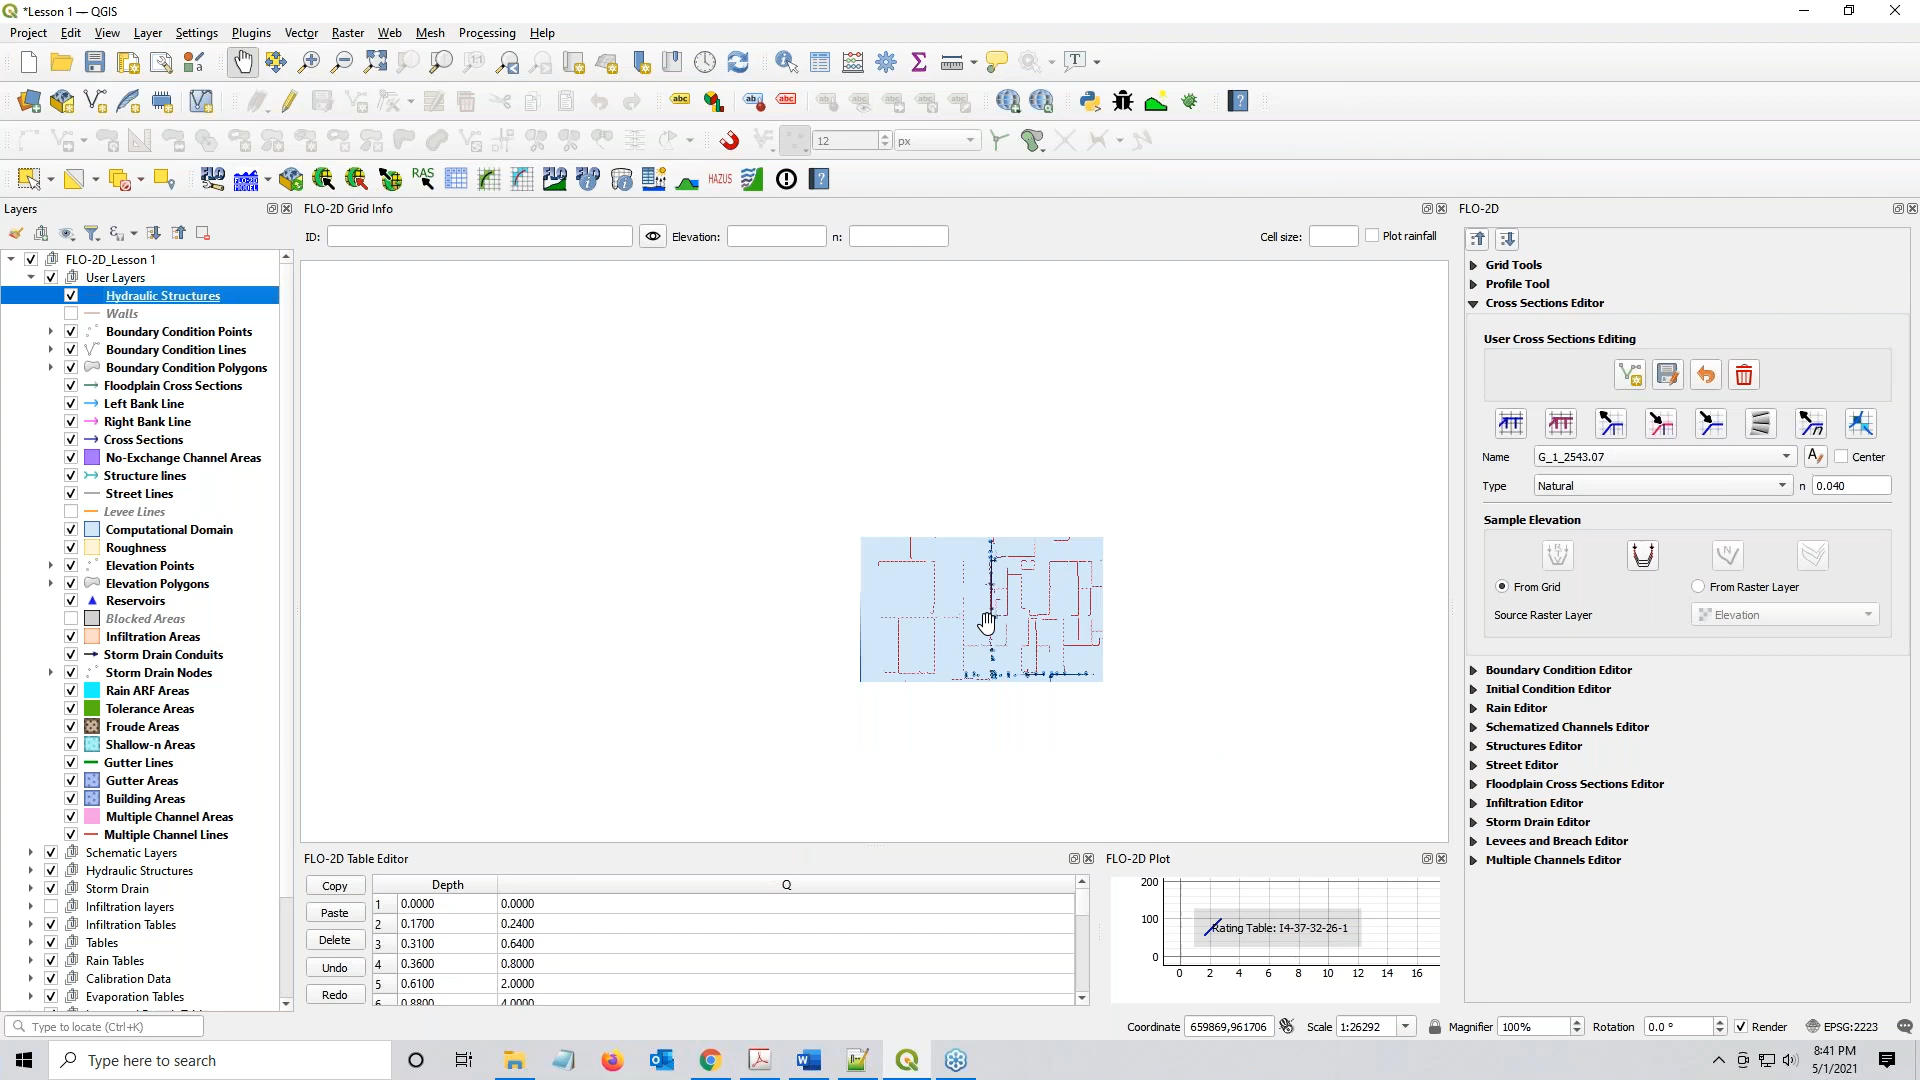 *Lesson 1 — QGIS
Project Edit View Layer Settings Plugins Vector Raster Web Mesh Processing Help
12 px
RAS HAZUS
Layers
FLO-2D Grid Info
FLO-2D
ID: Elevation: n: Cell size: Plot rainfall
FLO-2D_Lesson 1
User Layers
Hydraulic Structures
Walls
Boundary Condition Points
Boundary Condition Lines
Boundary Condition Polygons
Floodplain Cross Sections
Left Bank Line
Right Bank Line
Cross Sections
No-Exchange Channel Areas
Structure lines
Street Lines
Levee Lines
Computational Domain
Roughness
Elevation Points
Elevation Polygons
Reservoirs
Blocked Areas
Infiltration Areas
Storm Drain Conduits
Storm Drain Nodes
Rain ARF Areas
Tolerance Areas
Froude Areas
Shallow-n Areas
Gutter Lines
Gutter Areas
Building Areas
Multiple Channel Areas
Multiple Channel Lines
Schematic Layers
Hydraulic Structures
Storm Drain
Infiltration layers
Infiltration Tables
Tables
Rain Tables
Calibration Data
Evaporation Tables
Grid Tools
Profile Tool
Cross Sections Editor
User Cross Sections Editing
Name G_1_2543.07 Center
Type Natural n 0.040
Sample Elevation
From Grid From Raster Layer
Source Raster Layer Elevation
Boundary Condition Editor
Initial Condition Editor
Rain Editor
Schematized Channels Editor
Structures Editor
Street Editor
Floodplain Cross Sections Editor
Infiltration Editor
Storm Drain Editor
Levees and Breach Editor
Multiple Channels Editor
FLO-2D Table Editor
Copy
Paste
Delete
Undo
Redo
Depth Q
1 0.0000 0.0000
2 0.1700 0.2400
3 0.3100 0.6400
4 0.3600 0.8000
5 0.6100 2.0000
6 0.8800 4.0000
FLO-2D Plot
200
100
0
Rating Table: I4-37-32-26-1
0 2 4 6 8 10 12 14 16
Type to locate (Ctrl+K)
Coordinate 659869,961706 Scale 1:26292 Magnifier 100% Rotation 0.0 ° Render EPSG:2223
Type here to search
8:41 PM
5/1/2021